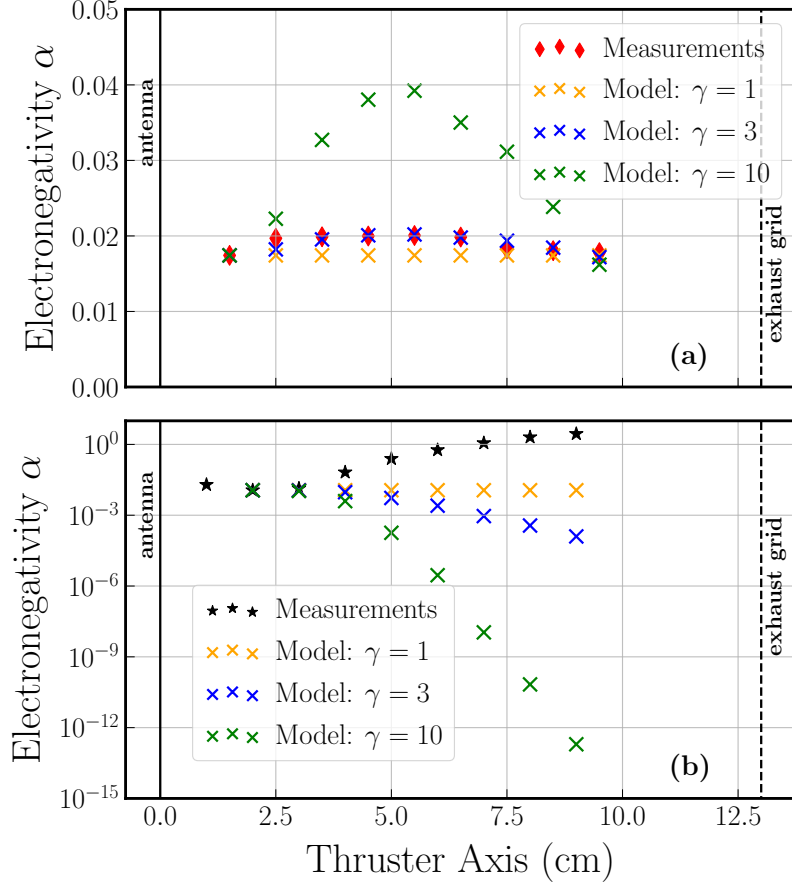 Electronegativity α
0.05
0.04
0.03
0.02
0.01
0.00
antenna
Measurements
Model: γ = 1
Model: γ = 3
Model: γ = 10
exhaust grid
(a)
Electronegativity α
10⁰
10⁻³
10⁻⁶
10⁻⁹
10⁻¹²
10⁻¹⁵
antenna
Measurements
Model: γ = 1
Model: γ = 3
Model: γ = 10
exhaust grid
(b)
0.0 2.5 5.0 7.5 10.0 12.5
Thruster Axis (cm)